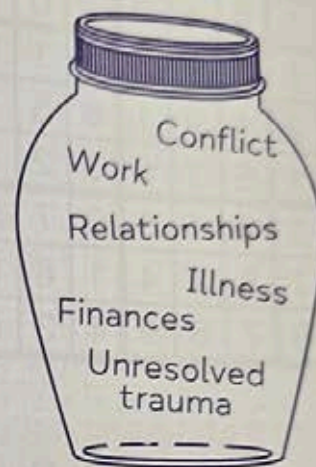 Conflict
Work
Relationships
Illness
Finances
Unresolved
trauma